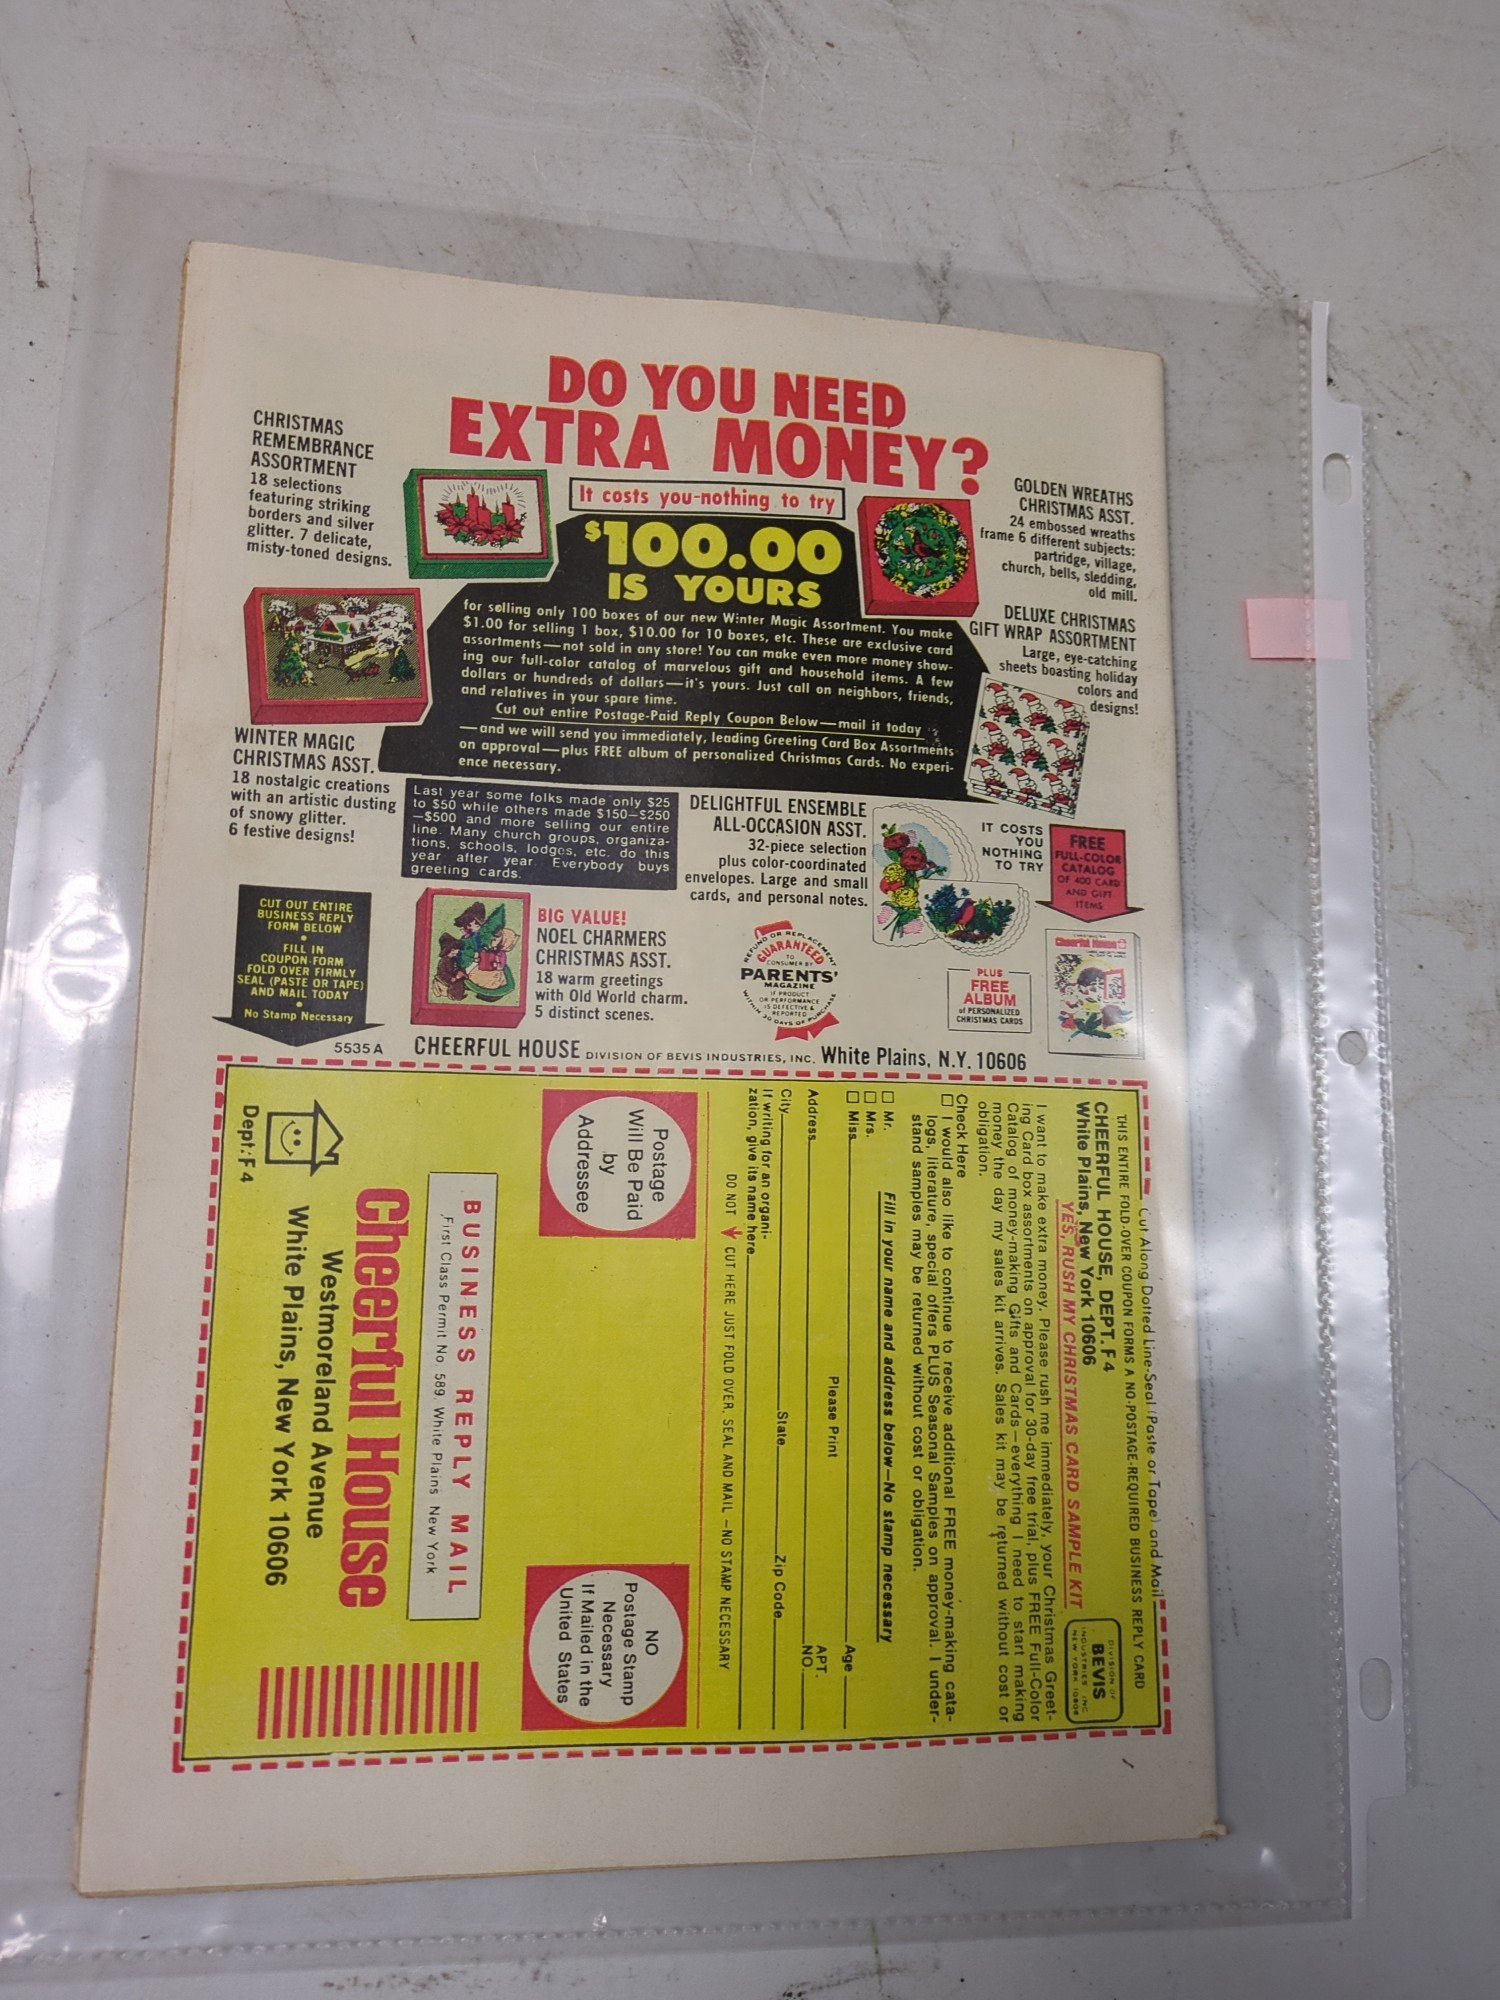 DO YOU NEED
EXTRA MONEY?
It costs you-nothing to try
$100.00
IS YOURS
for selling only 100 boxes of our new Winter Magic Assortment. You make
$1.00 for selling 1 box, $10.00 for 10 boxes, etc. These are exclusive card
assortments—not sold in any store! You can make even more money show-
ing our full-color catalog of marvelous gift and household items. A few
dollars or hundreds of dollars—it's yours. Just call on neighbors, friends,
and relatives in your spare time.
Cut out entire Postage-Paid Reply Coupon Below—mail it today
—and we will send you immediately, leading Greeting Card Box Assortments
on approval—plus FREE album of personalized Christmas Cards. No experi-
ence necessary.
CHRISTMAS
REMEMBRANCE
ASSORTMENT
18 selections
featuring striking
borders and silver
glitter. 7 delicate,
misty-toned designs.
GOLDEN WREATHS
CHRISTMAS ASST.
24 embossed wreaths
frame 6 different subjects:
partridge, village,
church, bells, sledding,
old mill.
DELUXE CHRISTMAS
GIFT WRAP ASSORTMENT
Large, eye-catching
sheets boasting holiday
colors and
designs!
WINTER MAGIC
CHRISTMAS ASST.
18 nostalgic creations
with an artistic dusting
of snowy glitter.
6 festive designs!
Last year some folks made only $25
to $50 while others made $150–$250
–$500 and more selling our entire
line. Many church groups, organiza-
tions, schools, lodges, etc. do this
year after year. Everybody buys
greeting cards.
DELIGHTFUL ENSEMBLE
ALL-OCCASION ASST.
32-piece selection
plus color-coordinated
envelopes. Large and small
cards, and personal notes.
IT COSTS
YOU
NOTHING
TO TRY
FREE
FULL-COLOR
CATALOG
OF 400 CARD
AND GIFT
ITEMS
CUT OUT ENTIRE
BUSINESS REPLY
FORM BELOW
•
FILL IN
COUPON-FORM
FOLD OVER FIRMLY
SEAL (PASTE OR TAPE)
AND MAIL TODAY
•
No Stamp Necessary
BIG VALUE!
NOEL CHARMERS
CHRISTMAS ASST.
18 warm greetings
with Old World charm.
5 distinct scenes.
REFUND OR REPLACEMENT
GUARANTEED
TO
CONSUMER BY
PARENTS'
MAGAZINE
IF PRODUCT
OR PERFORMANCE
IS DEFECTIVE &
REPORTED
WITHIN 30 DAYS OF PURCHASE
PLUS
FREE
ALBUM
of PERSONALIZED
CHRISTMAS CARDS
Cheerful House
5535A
CHEERFUL HOUSE DIVISION OF BEVIS INDUSTRIES, INC. White Plains, N.Y. 10606
Cut Along Dotted Line-Seal (Paste or Tape) and Mail
THIS ENTIRE FOLD-OVER COUPON FORMS A NO-POSTAGE-REQUIRED BUSINESS REPLY CARD
CHEERFUL HOUSE, DEPT. F4
White Plains, New York 10606
DIVISION OF
BEVIS
INDUSTRIES INC
NEW YORK 10606
YES, RUSH MY CHRISTMAS CARD SAMPLE KIT
I want to make extra money. Please rush me immediately, your Christmas Greet-
ing Card box assortments on approval for 30-day free trial, plus FREE Full-Color
Catalog of money-making Gifts and Cards—everything I need to start making
money the day my sales kit arrives. Sales kit may be returned without cost or
obligation.
Check Here
☐ I would also like to continue to receive additional FREE money-making cata-
logs, literature, special offers PLUS Seasonal Samples on approval. I under-
stand samples may be returned without cost or obligation.
Fill in your name and address below—No stamp necessary
☐ Mr.
☐ Mrs.
☐ Miss Age
Please Print
Address APT. NO.
City State Zip Code
If writing for an organi-
zation, give its name here
DO NOT CUT HERE JUST FOLD OVER, SEAL AND MAIL – NO STAMP NECESSARY
Postage
Will Be Paid
by
Addressee
NO
Postage Stamp
Necessary
If Mailed in the
United States
BUSINESS REPLY MAIL
First Class Permit No. 589, White Plains, New York
Cheerful House
Westmoreland Avenue
White Plains, New York 10606
Dept: F4